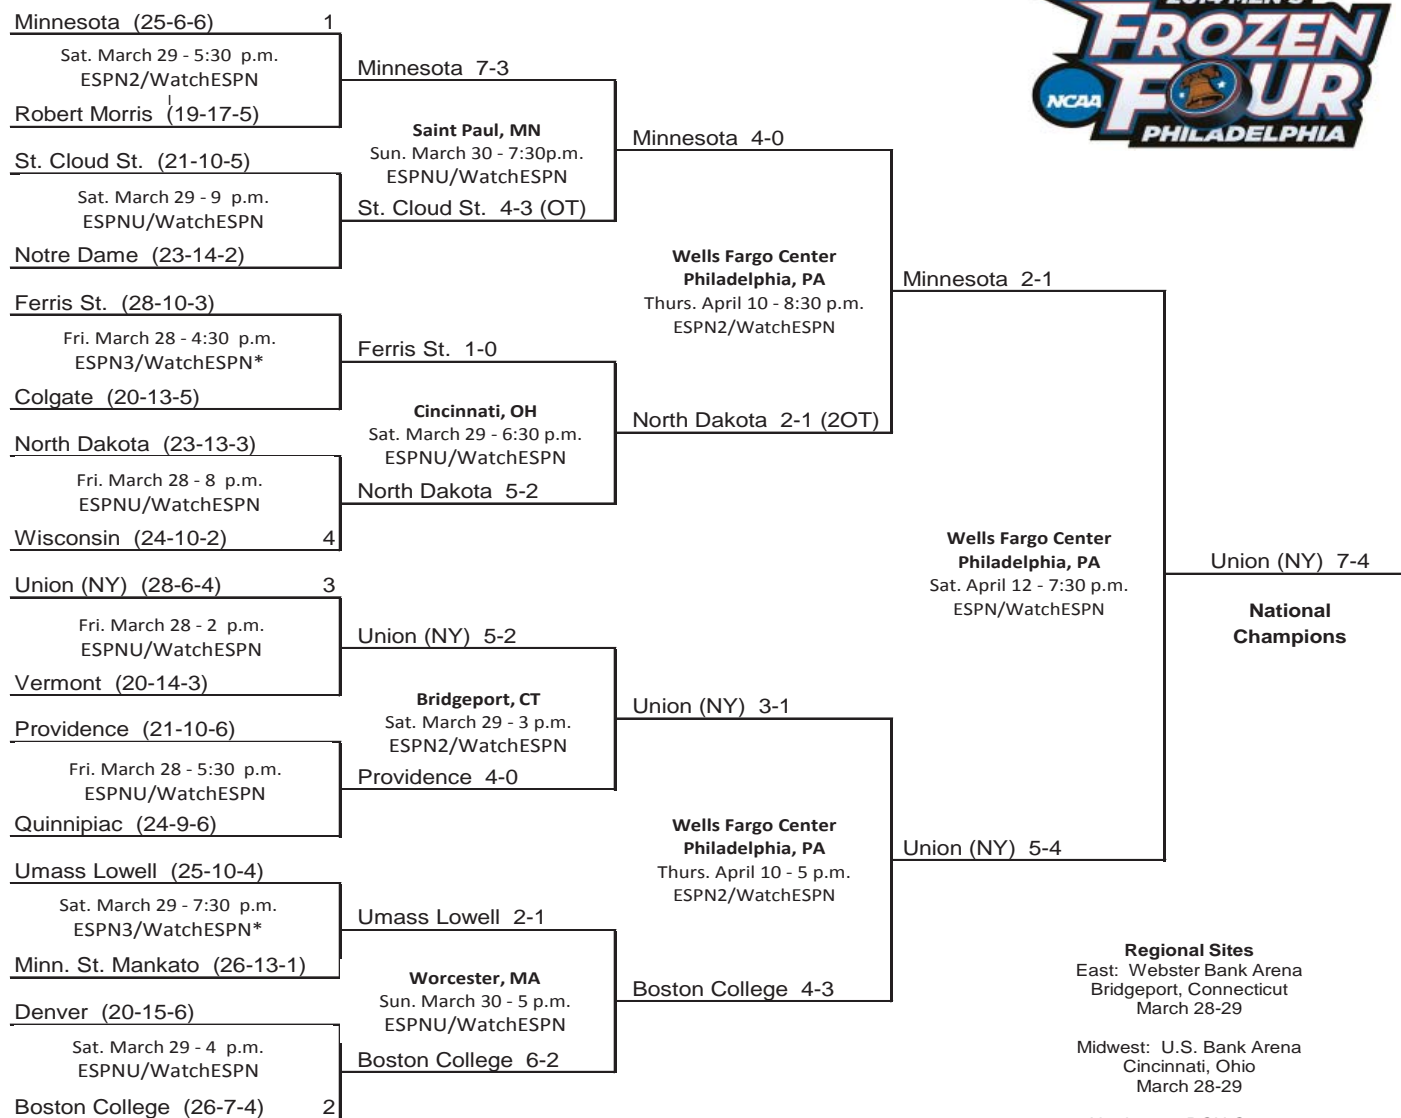 Minnesota (25-6-6) 1
Sat. March 29 - 5:30 p.m.
ESPN2/WatchESPN
Robert Morris (19-17-5)
St. Cloud St. (21-10-5)
Sat. March 29 - 9 p.m.
ESPNU/WatchESPN
Notre Dame (23-14-2)
Ferris St. (28-10-3)
Fri. March 28 - 4:30 p.m.
ESPN3/WatchESPN*
Colgate (20-13-5)
North Dakota (23-13-3)
Fri. March 28 - 8 p.m.
ESPNU/WatchESPN
Wisconsin (24-10-2) 4
Union (NY) (28-6-4) 3
Fri. March 28 - 2 p.m.
ESPNU/WatchESPN
Vermont (20-14-3)
Providence (21-10-6)
Fri. March 28 - 5:30 p.m.
ESPNU/WatchESPN
Quinnipiac (24-9-6)
Umass Lowell (25-10-4)
Sat. March 29 - 7:30 p.m.
ESPN3/WatchESPN*
Minn. St. Mankato (26-13-1)
Denver (20-15-6)
Sat. March 29 - 4 p.m.
ESPNU/WatchESPN
Boston College (26-7-4) 2
Minnesota 7-3
Saint Paul, MN
Sun. March 30 - 7:30p.m.
ESPNU/WatchESPN
St. Cloud St. 4-3 (OT)
Ferris St. 1-0
Cincinnati, OH
Sat. March 29 - 6:30 p.m.
ESPNU/WatchESPN
North Dakota 5-2
Union (NY) 5-2
Bridgeport, CT
Sat. March 29 - 3 p.m.
ESPN2/WatchESPN
Providence 4-0
Umass Lowell 2-1
Worcester, MA
Sun. March 30 - 5 p.m.
ESPNU/WatchESPN
Boston College 6-2
Minnesota 4-0
Wells Fargo Center
Philadelphia, PA
Thurs. April 10 - 8:30 p.m.
ESPN2/WatchESPN
North Dakota 2-1 (2OT)
Union (NY) 3-1
Wells Fargo Center
Philadelphia, PA
Thurs. April 10 - 5 p.m.
ESPN2/WatchESPN
Boston College 4-3
Minnesota 2-1
Wells Fargo Center
Philadelphia, PA
Sat. April 12 - 7:30 p.m.
ESPN/WatchESPN
Union (NY) 5-4
Union (NY) 7-4
National
Champions
2014 MEN'S
FROZEN
NCAA
FOUR
PHILADELPHIA
Regional Sites
East: Webster Bank Arena
Bridgeport, Connecticut
March 28-29
Midwest: U.S. Bank Arena
Cincinnati, Ohio
March 28-29